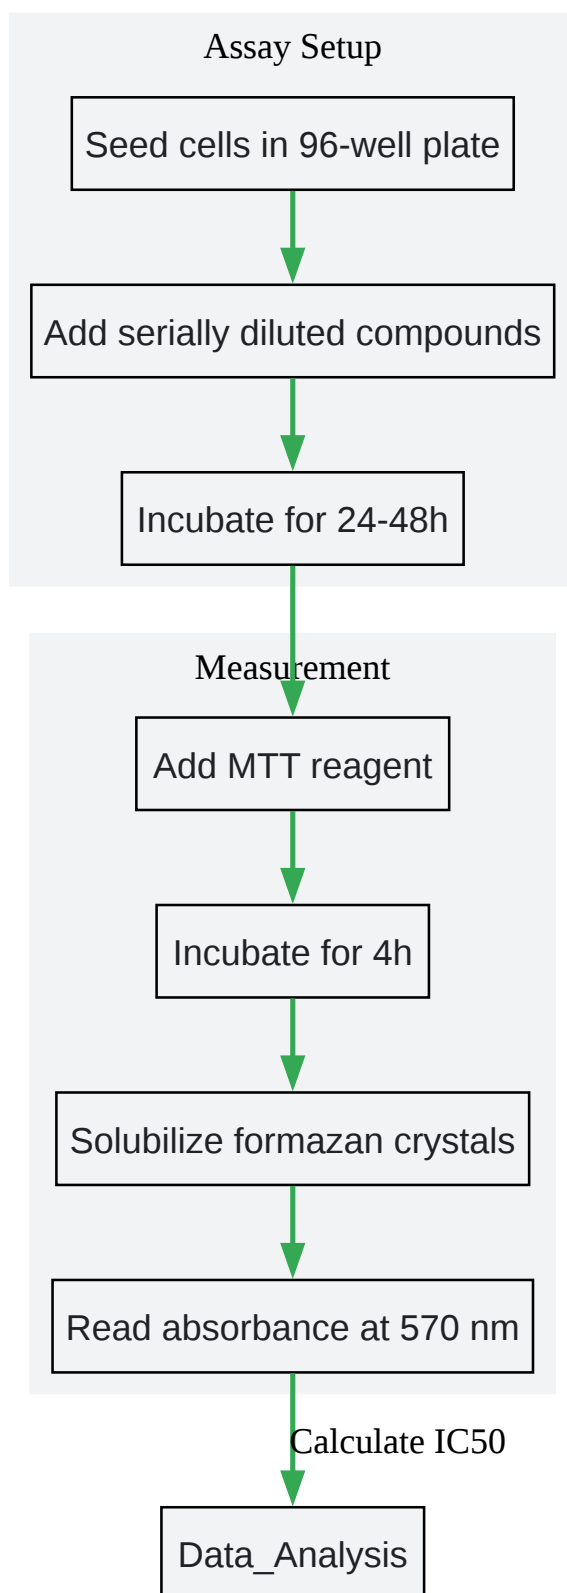 Assay Setup
Seed cells in 96-well plate
Add serially diluted compounds
Incubate for 24-48h
Measurement
Add MTT reagent
Incubate for 4h
Solubilize formazan crystals
Read absorbance at 570 nm
Calculate IC50
Data_Analysis